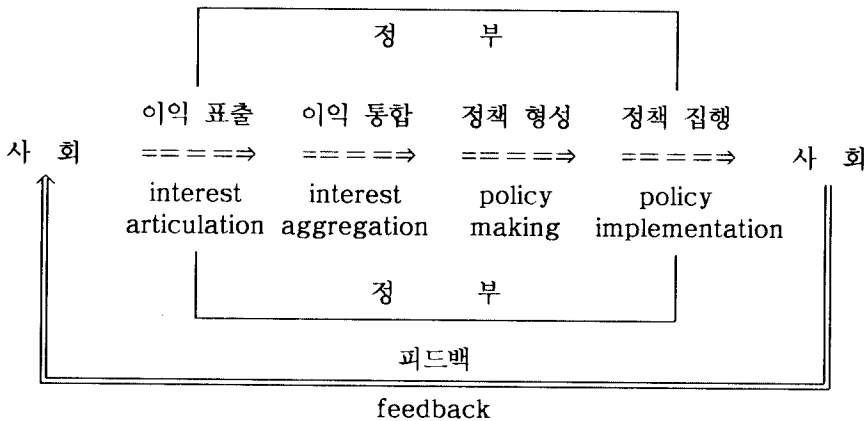 정 부
이익 표출 이익 통합 정책 형성 정책 집행
사 회 ====⇒ ====⇒ ====⇒ ====⇒ 사 회
interest interest policy policy
articulation aggregation making implementation
정 부
피드백
feedback